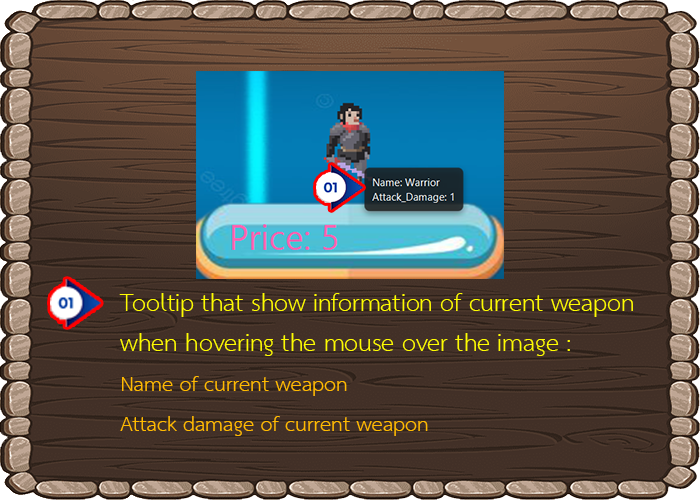 01
Name: Warrior
Attack_Damage: 1
Price: 5
01
Tooltip that show information of current weapon
when hovering the mouse over the image :
Name of current weapon
Attack damage of current weapon